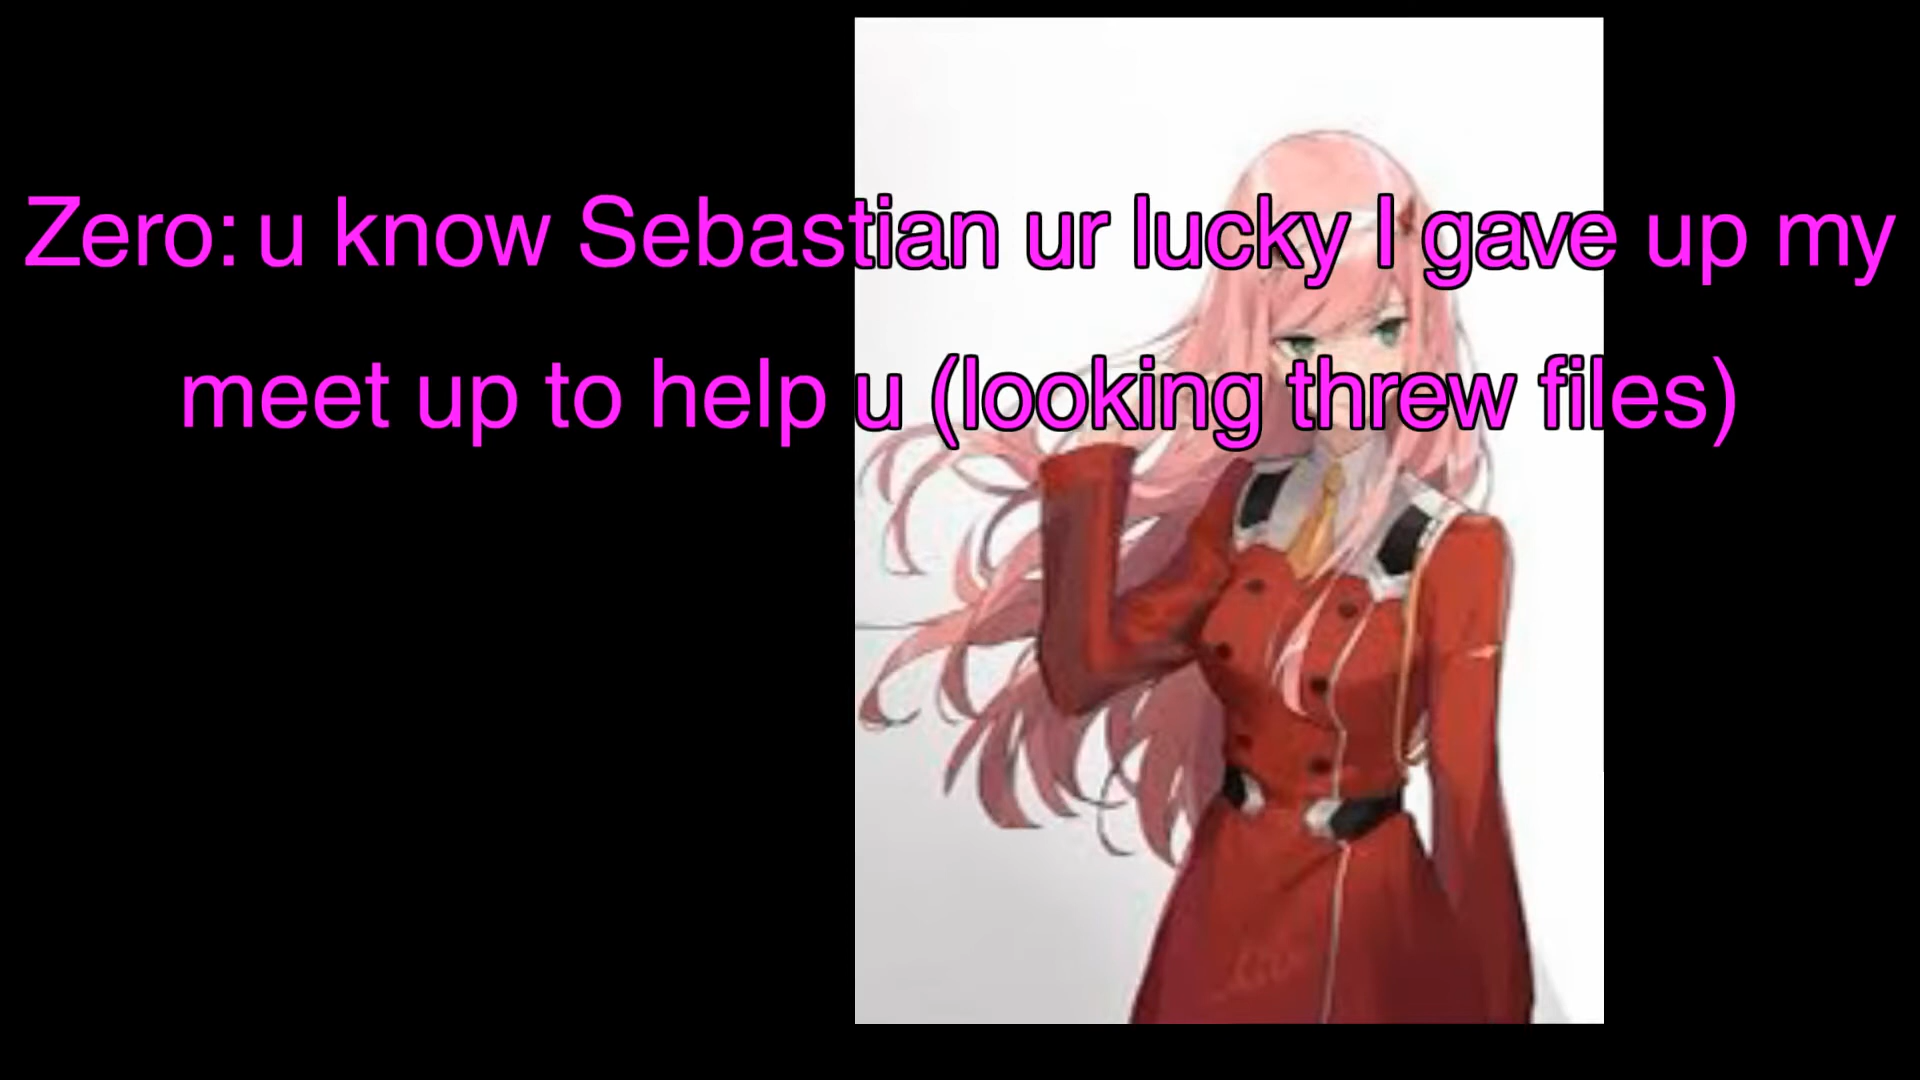 Zero: u know Sebastian ur lucky I gave up my
meet up to help u (looking threw files)